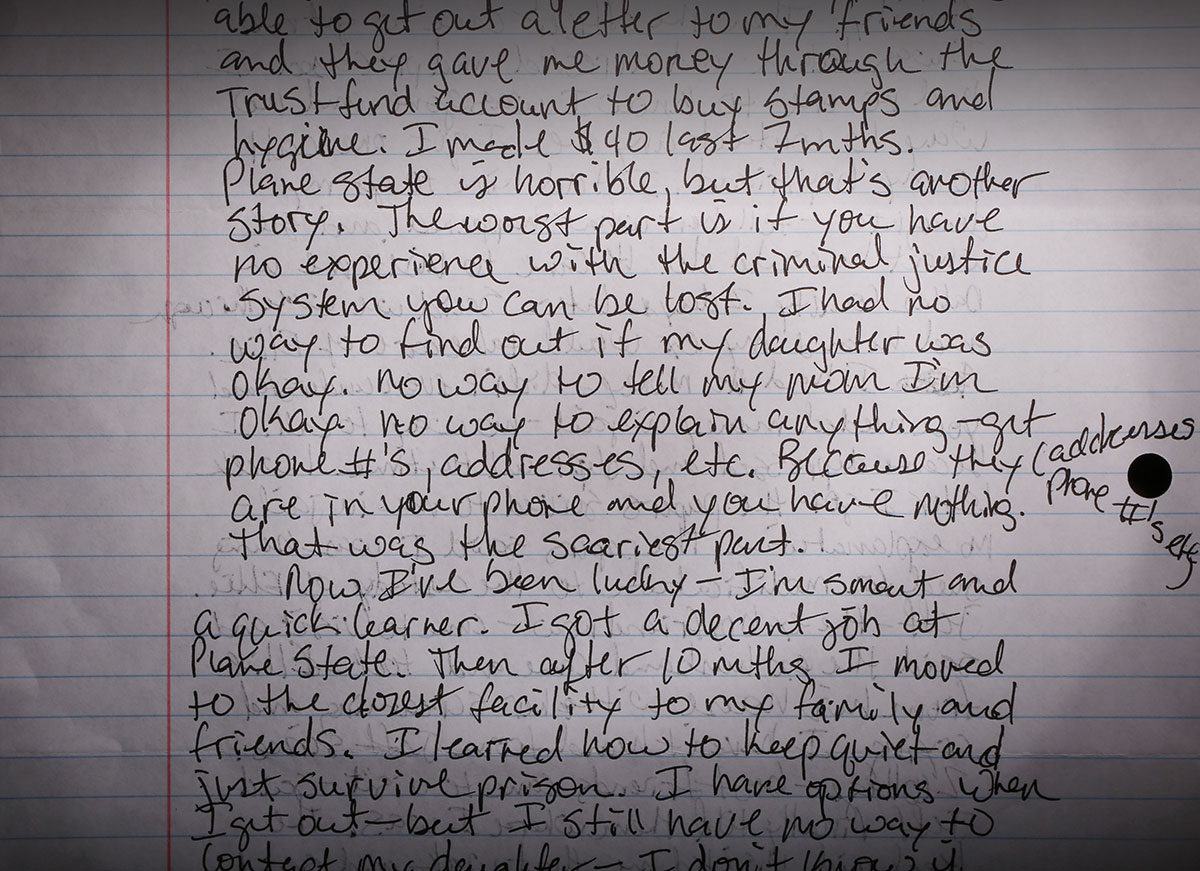 able to get out a letter to my friends
and they gave me money through the
Trustfund account to buy stamps and
hygiene. I made $40 last 7mths.
Plane state is horrible, but that's another
story. The worst part is if you have
no experience with the criminal justice
system you can be lost. I had no
way to find out if my daughter was
okay. no way to tell my mom I'm
okay. no way to explain anything - get
phone #'s, addresses, etc. Because they (addresses
phone #'s etc)
are in your phone and you have nothing.
That was the scariest part.
Now I've been lucky - I'm smart and
a quick learner. I got a decent job at
Plane State. Then after 10 mths I moved
to the closest facility to my family and
friends. I learned how to keep quiet and
just survive prison. I have options when
I get out - but I still have no way to
contact my daughter - I don't know if